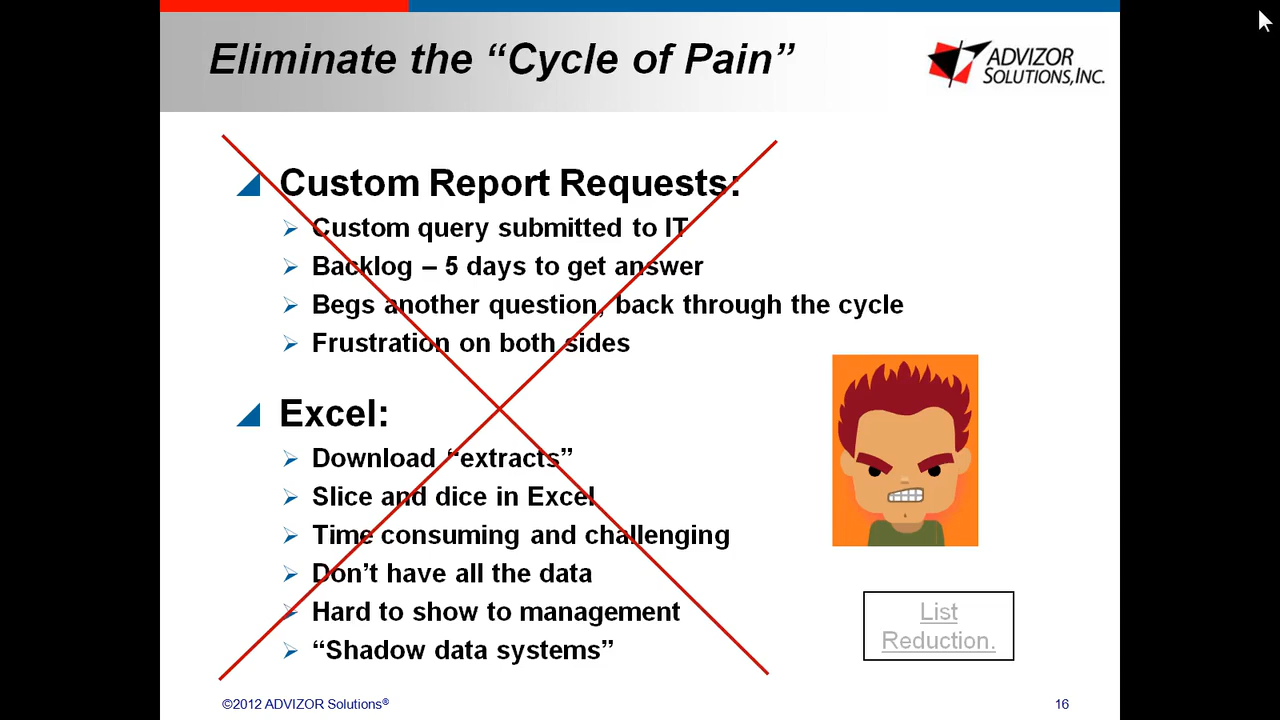 Eliminate the “Cycle of Pain”
ADVIZOR
SOLUTIONS, INC.
Custom Report Requests:
Custom query submitted to IT
Backlog – 5 days to get answer
Begs another question, back through the cycle
Frustration on both sides
Excel:
Download “extracts”
Slice and dice in Excel
Time consuming and challenging
Don’t have all the data
Hard to show to management
“Shadow data systems”
List
Reduction.
©2012 ADVIZOR Solutions®
16